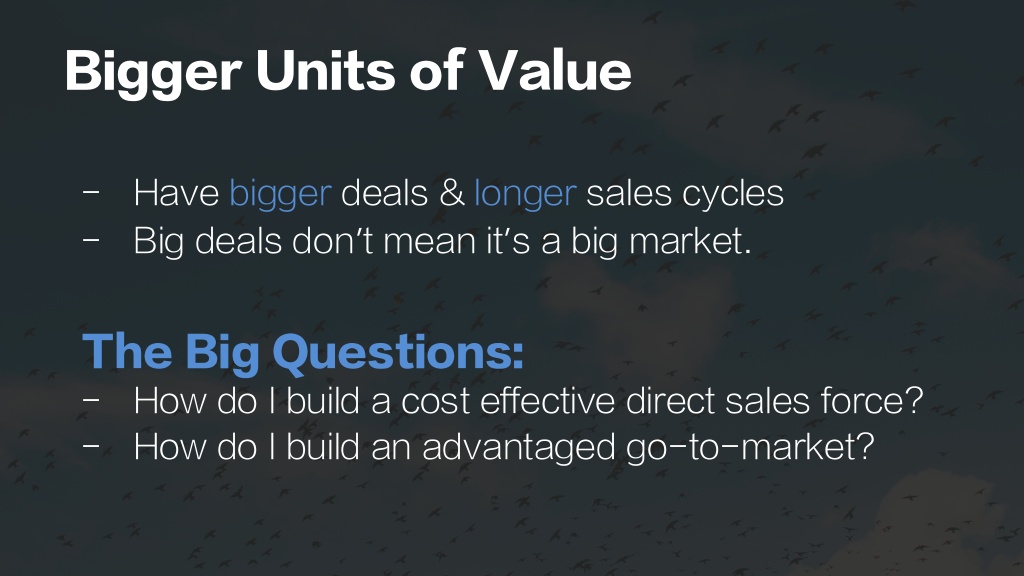 Bigger Units of Value
- Have bigger deals & longer sales cycles
- Big deals don't mean it's a big market.
The Big Questions:
- How do I build a cost effective direct sales force?
- How do I build an advantaged go-to-market?